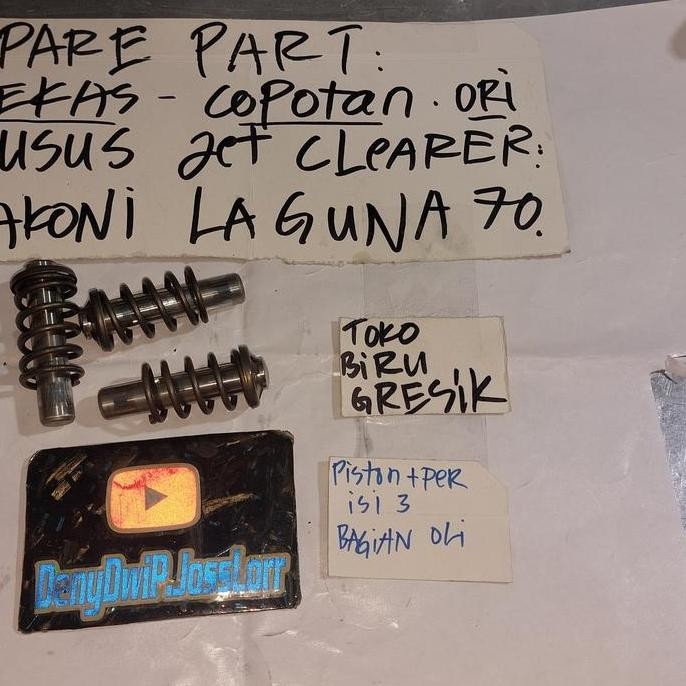 PARE PART:
EKAS - copotan. ORI
USUS Jet CLeARER:
AKONi LAGUNA 70.
TOKO
BiRU
GRESiK
Piston + per
isi 3
BAGiAN Oli
DenyDwiP.JossLorr